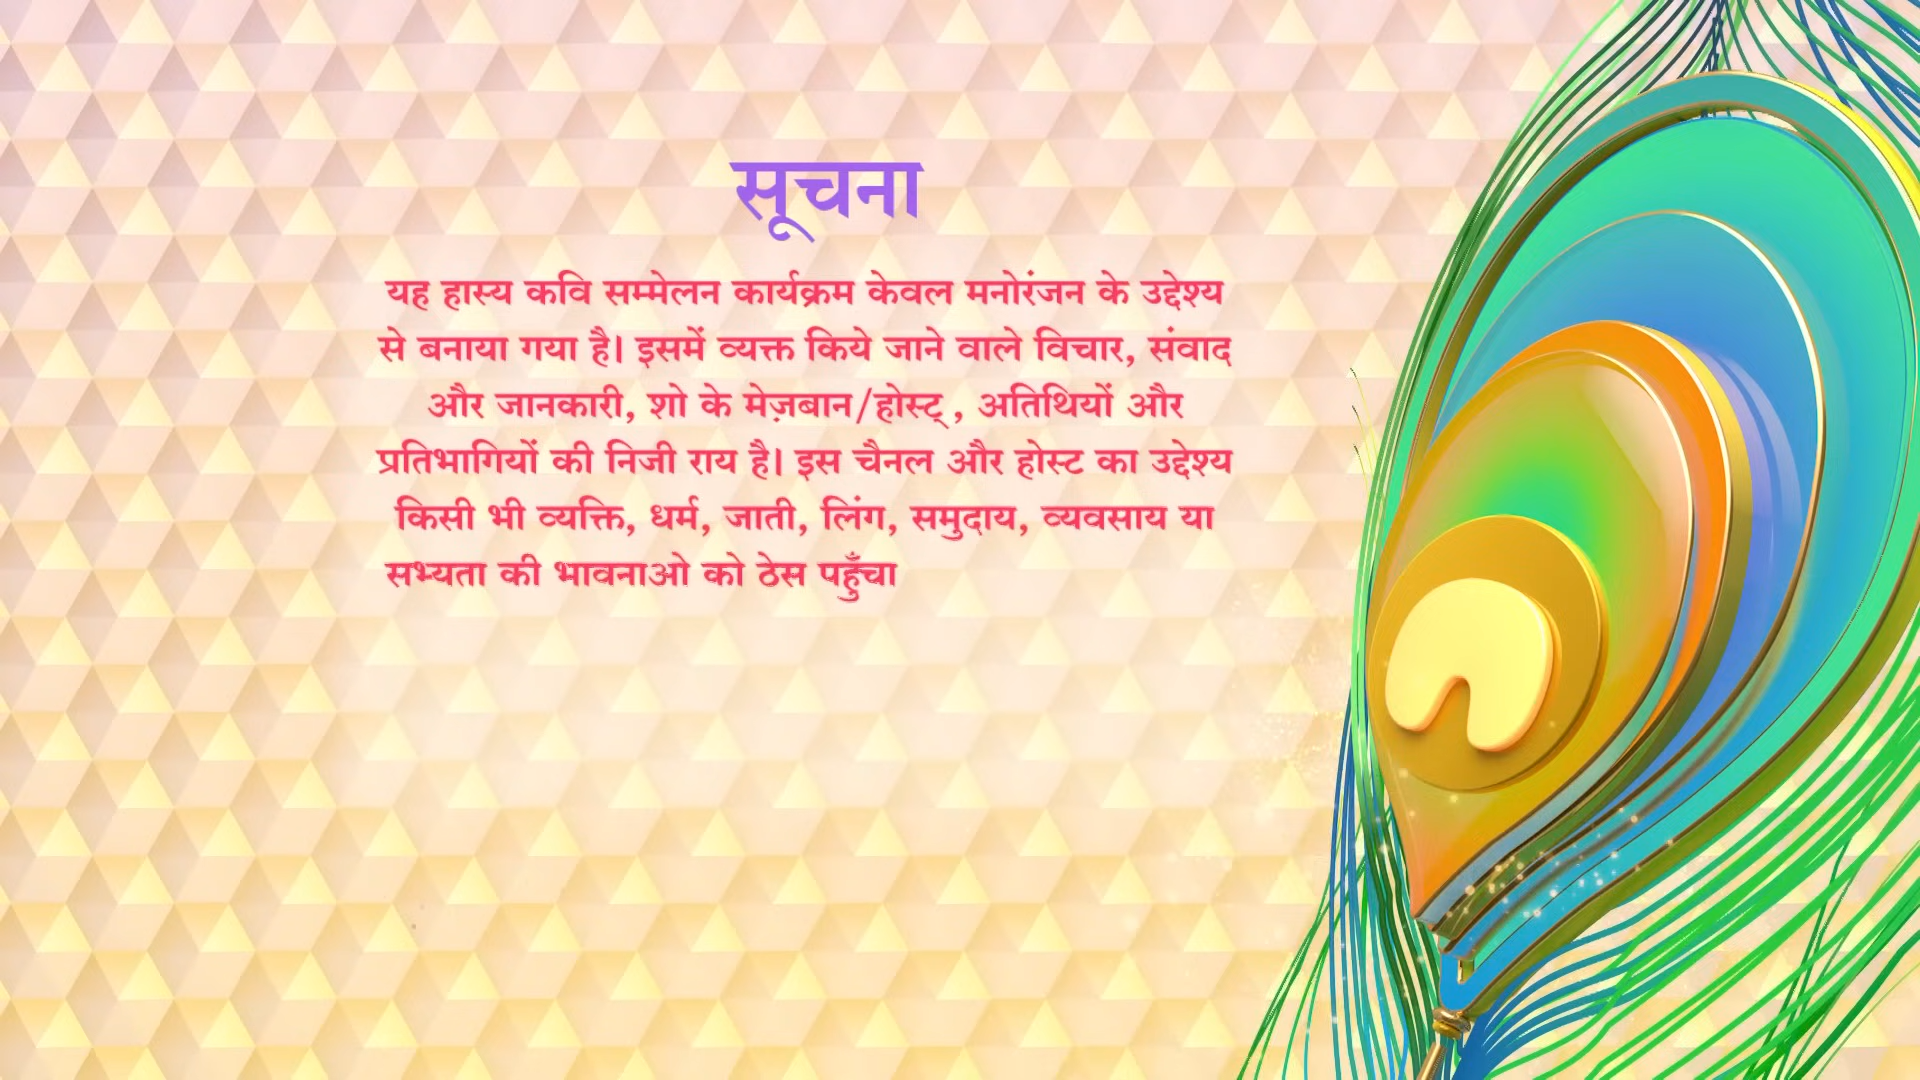 सूचना
यह हास्य कवि सम्मेलन कार्यक्रम केवल मनोरंजन के उद्देश्य
से बनाया गया है। इसमें व्यक्त किये जाने वाले विचार, संवाद
और जानकारी, शो के मेज़बान/होस्ट्, अतिथियों और
प्रतिभागियों की निजी राय है। इस चैनल और होस्ट का उद्देश्य
किसी भी व्यक्ति, धर्म, जाती, लिंग, समुदाय, व्यवसाय या
सभ्यता की भावनाओ को ठेस पहुँचा